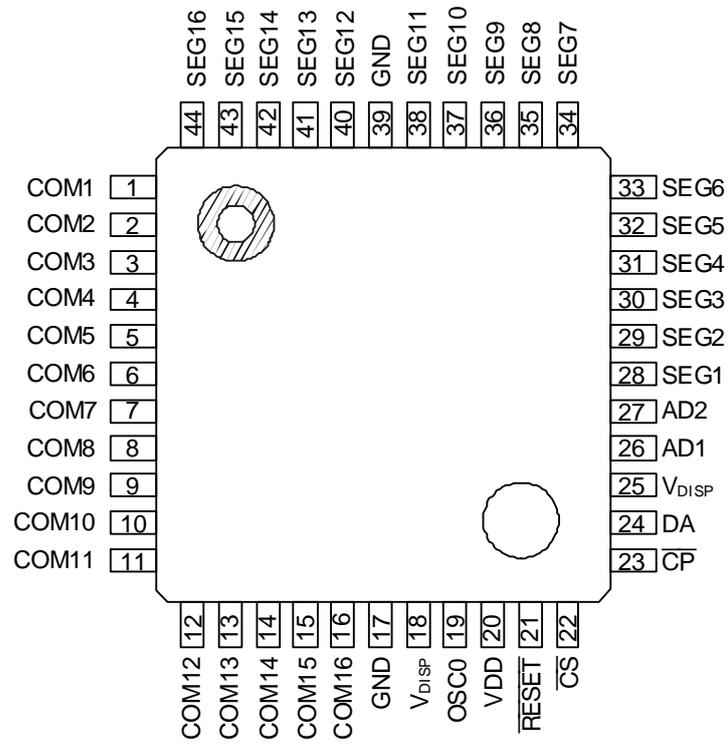 SEG16 SEG15 SEG14 SEG13 SEG12 GND SEG11 SEG10 SEG9 SEG8 SEG7
44 43 42 41 40 39 38 37 36 35 34
COM1 1 33 SEG6
COM2 2 32 SEG5
COM3 3 31 SEG4
COM4 4 30 SEG3
COM5 5 29 SEG2
COM6 6 28 SEG1
COM7 7 27 AD2
COM8 8 26 AD1
COM9 9 25 VDISP
COM10 10 24 DA
COM11 11 23 C̅P̅
12 13 14 15 16 17 18 19 20 21 22
COM12 COM13 COM14 COM15 COM16 GND VDISP OSC0 VDD R̅E̅S̅E̅T̅ C̅S̅